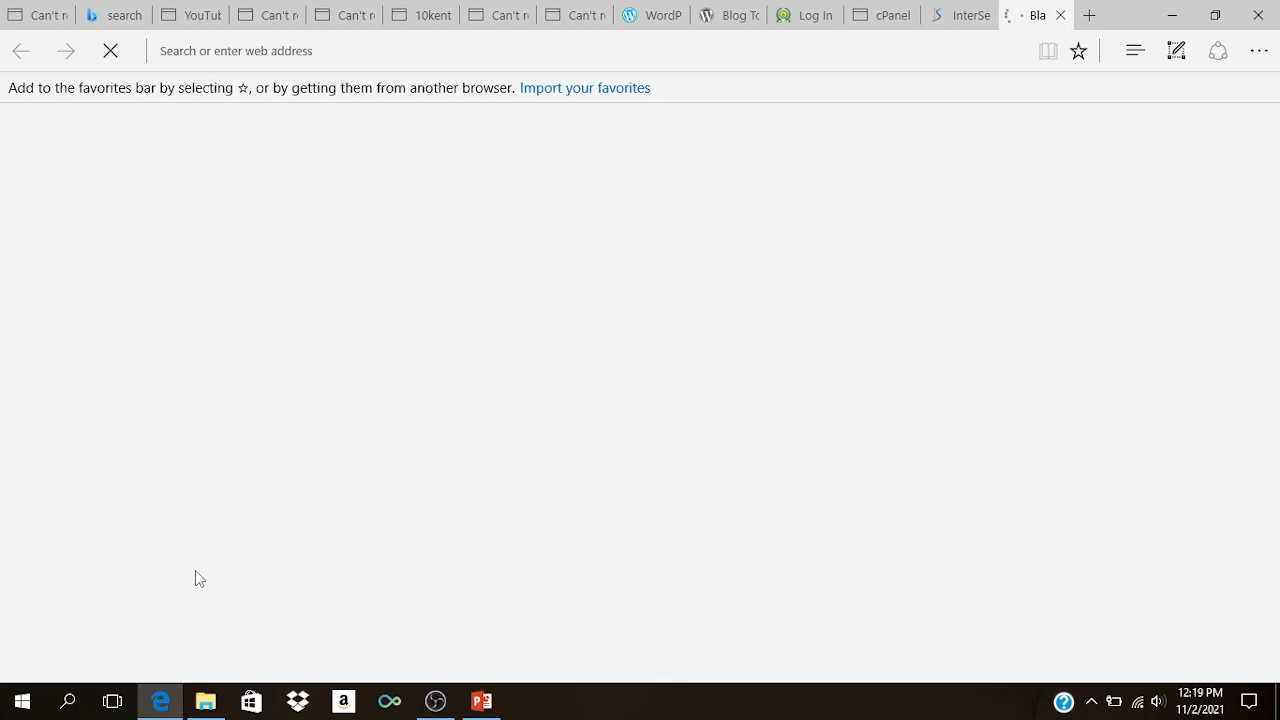 Can't r search YouTub Can't r Can't r 10kent Can't r Can't r WordP Blog To Log In cPanel InterSe Bla
Search or enter web address
Add to the favorites bar by selecting ☆, or by getting them from another browser. Import your favorites
12:19 PM
11/2/2021